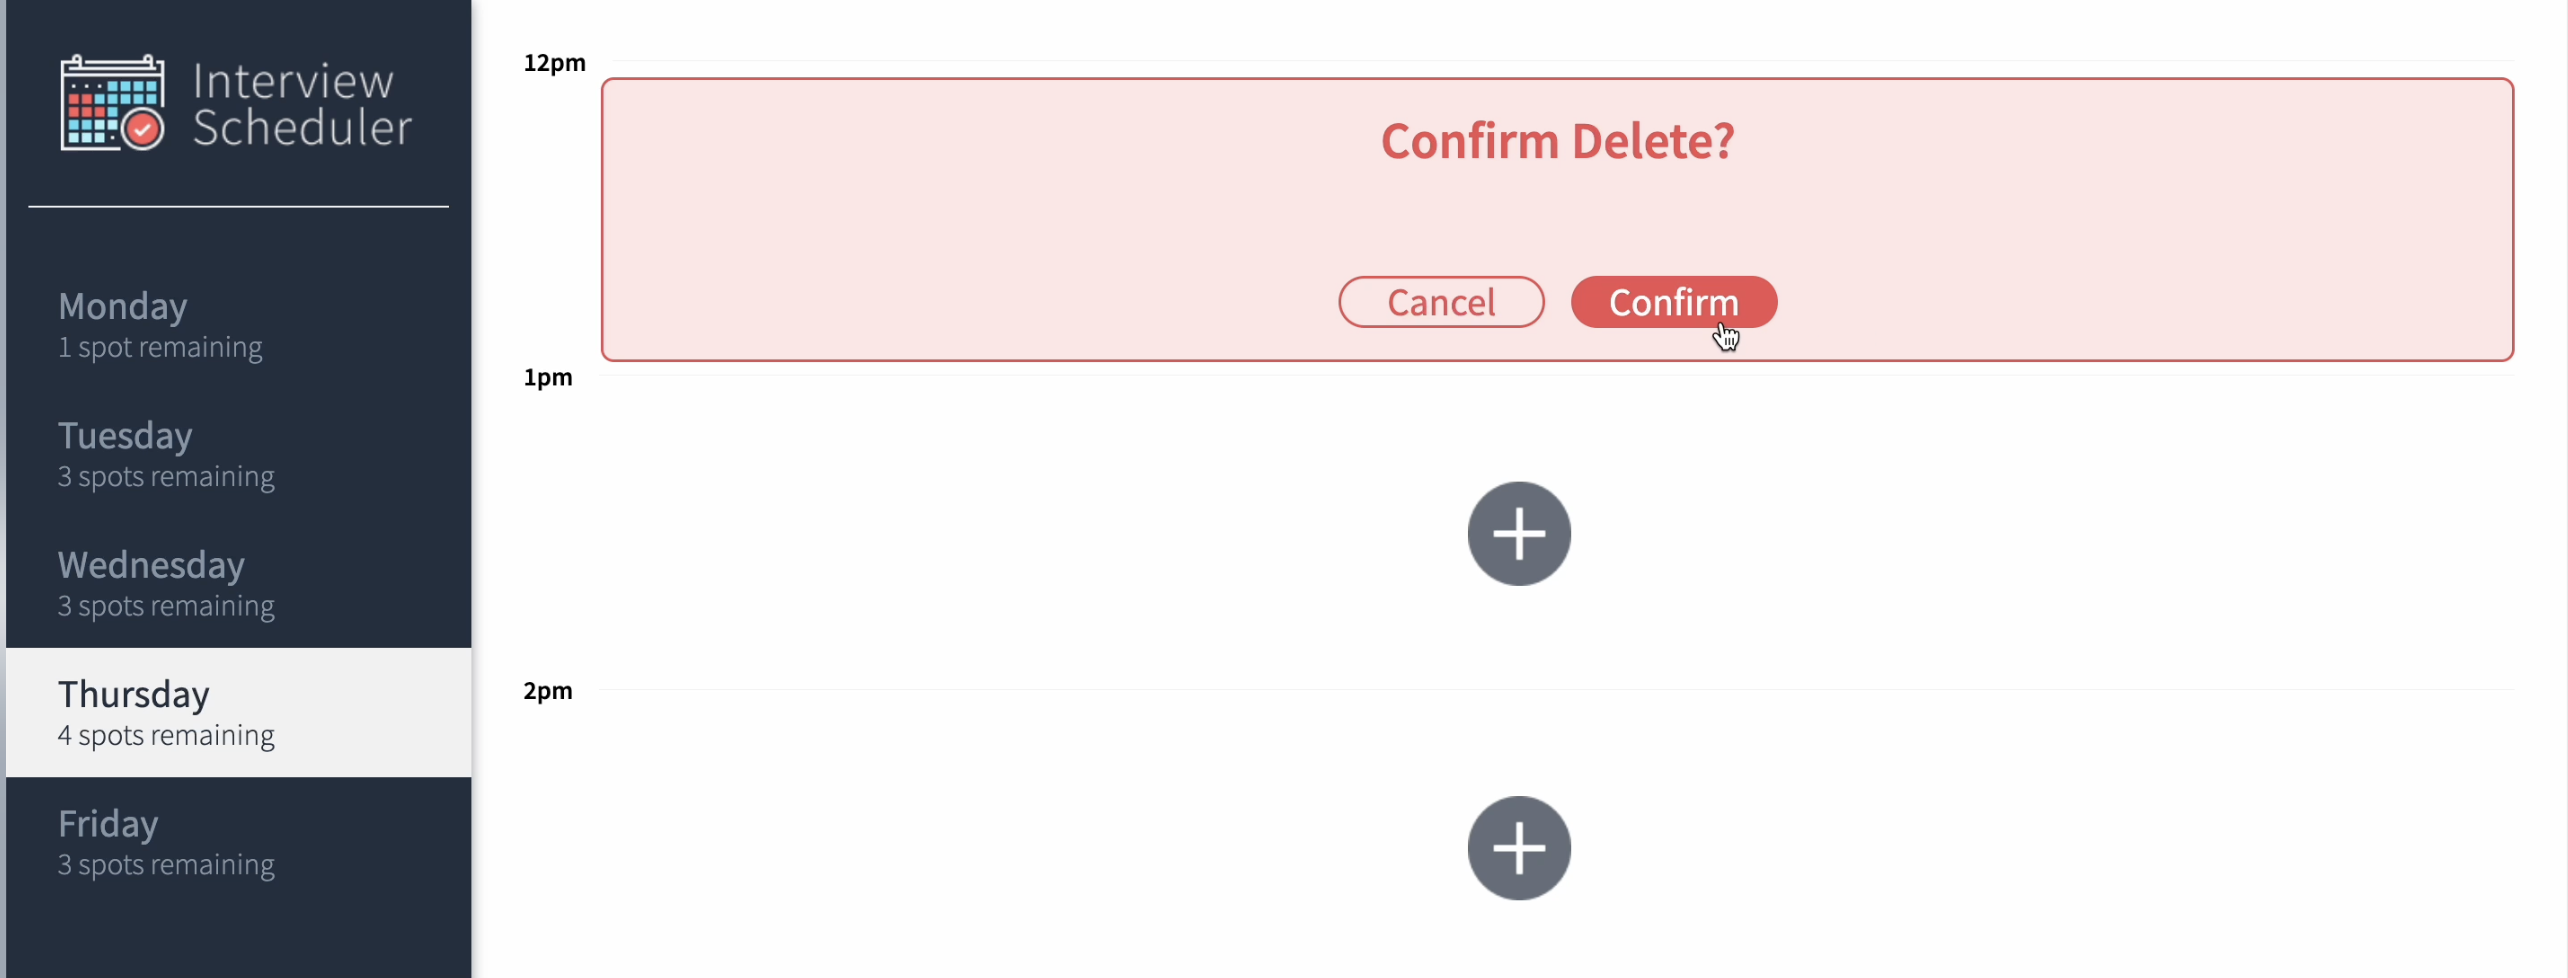 Interview
Scheduler
Monday
1 spot remaining
Tuesday
3 spots remaining
Wednesday
3 spots remaining
Thursday
4 spots remaining
Friday
3 spots remaining
12pm
Confirm Delete?
Cancel Confirm
1pm
2pm